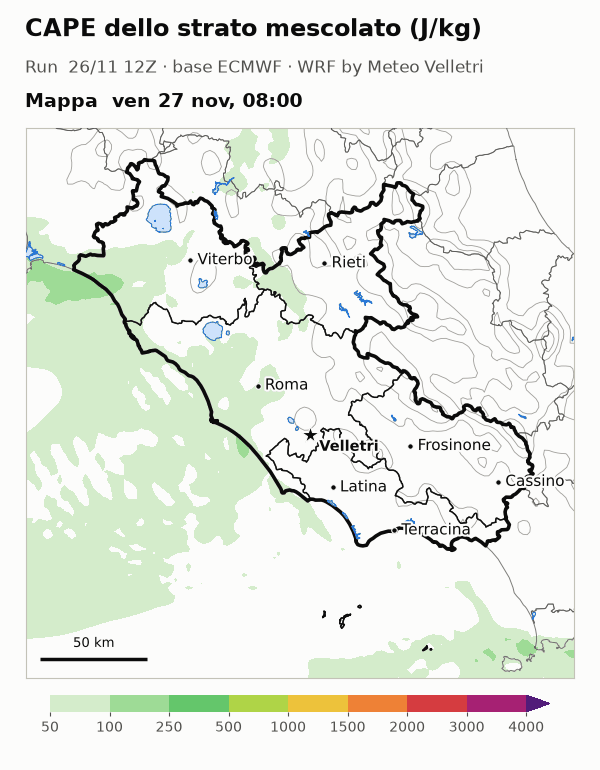 CAPE dello strato mescolato (J/kg)
Run  26/11 12Z · base ECMWF · WRF by Meteo Velletri
Mappa  ven 27 nov, 08:00
Viterbo
Rieti
Roma
Velletri
Frosinone
Cassino
Latina
Terracina
50 km
50 100 250 500 1000 1500 2000 3000 4000